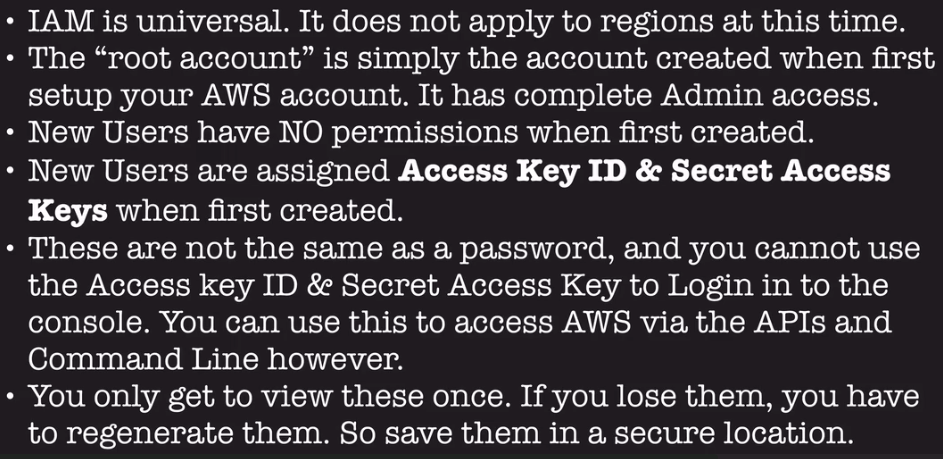 • IAM is universal. It does not apply to regions at this time.
• The “root account” is simply the account created when first
setup your AWS account. It has complete Admin access.
• New Users have NO permissions when first created.
• New Users are assigned Access Key ID & Secret Access
Keys when first created.
• These are not the same as a password, and you cannot use
the Access key ID & Secret Access Key to Login in to the
console. You can use this to access AWS via the APIs and
Command Line however.
• You only get to view these once. If you lose them, you have
to regenerate them. So save them in a secure location.